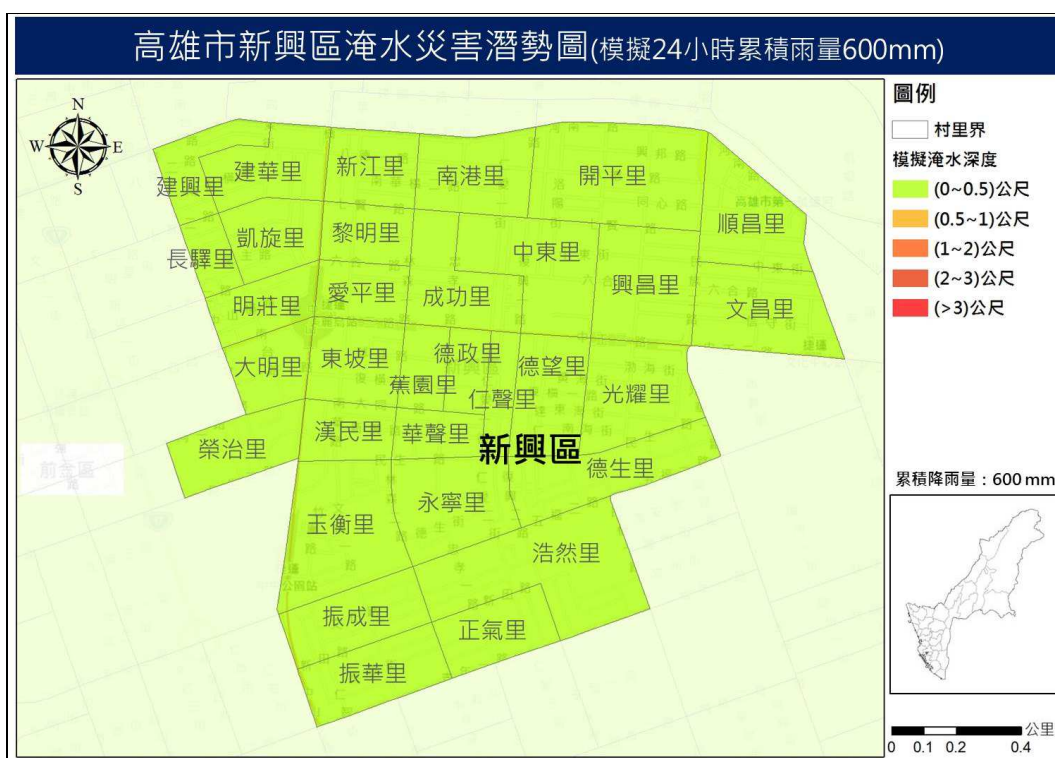 高雄市新興區淹水災害潛勢圖(模擬24小時累積雨量600mm)
圖例
村里界
模擬淹水深度
(0~0.5)公尺
(0.5~1)公尺
(1~2)公尺
(2~3)公尺
(>3)公尺
N
W E
S
建華里 新江里 南港里 開平里
建興里
順昌里
凱旋里 黎明里
長驛里
中東里
興昌里
明莊里 愛平里 成功里
文昌里
大明里 東坡里 德政里 德望里
蕉園里 仁聲里 光耀里
榮治里 漢民里 華聲里
新興區
德生里
前金區
永寧里
玉衡里
浩然里
振成里 正氣里
振華里
累積降雨量：600 mm
公里
0 0.1 0.2 0.4